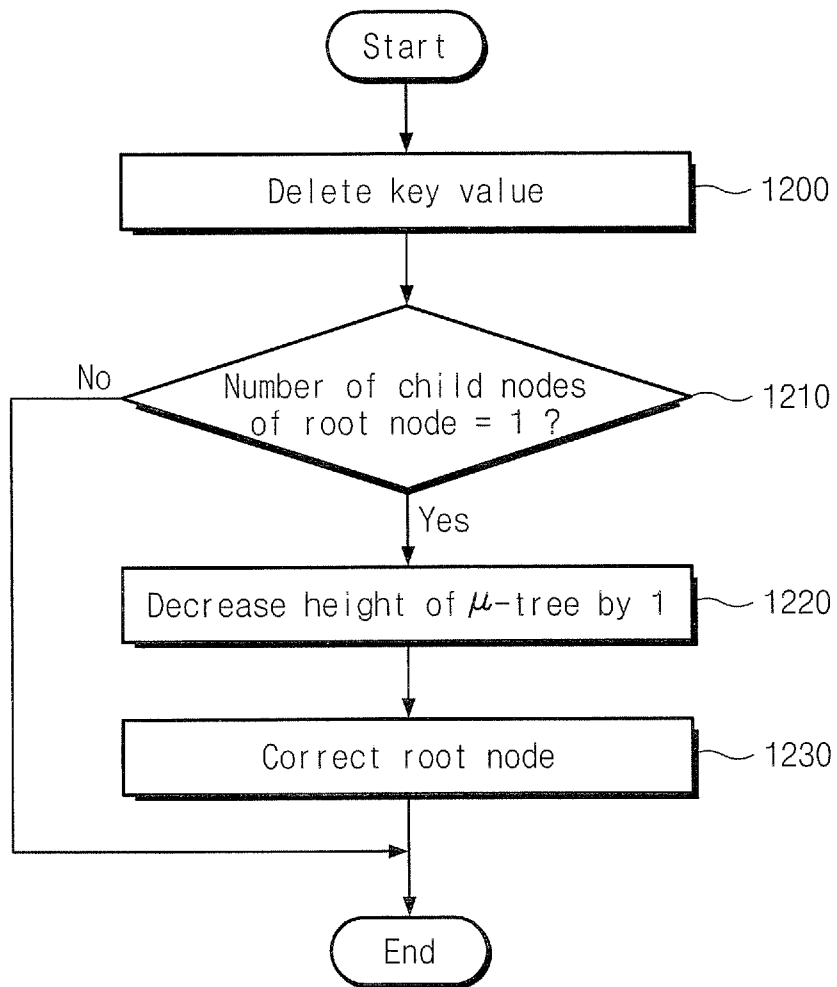 Start
Delete key value
1200
No
Number of child nodes
of root node = 1 ?
1210
Yes
Decrease height of μ-tree by 1
1220
Correct root node
1230
End